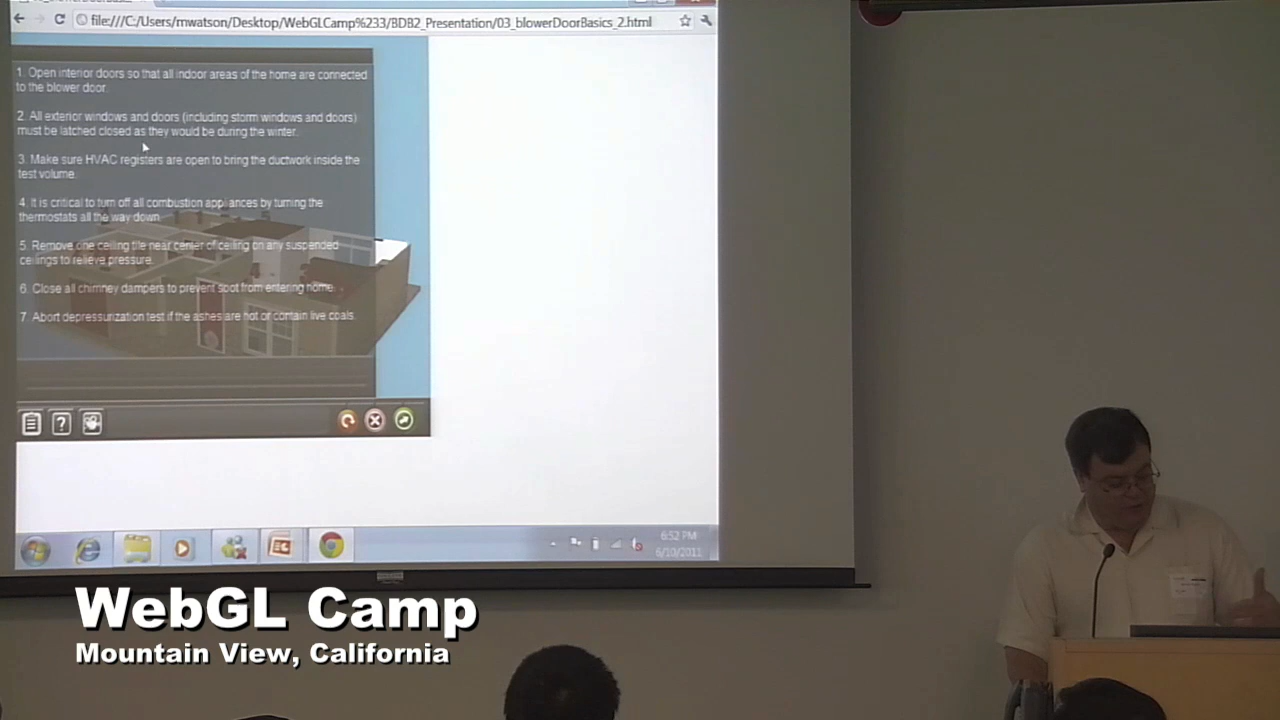 file:///C:/Users/mwatson/Desktop/WebGLCamp%233/BDB2_Presentation/03_blowerDoorBasics_2.html
1. Open interior doors so that all indoor areas of the home are connected
to the blower door.
2. All exterior windows and doors (including storm windows and doors)
must be latched closed as they would be during the winter.
3. Make sure HVAC registers are open to bring the ductwork inside the
test volume.
4. It is critical to turn off all combustion appliances by turning the
thermostats all the way down.
5. Remove one ceiling tile near center of ceiling on any suspended
ceilings to relieve pressure.
6. Close all chimney dampers to prevent soot from entering home.
7. Abort depressurization test if the ashes are hot or contain live coals.
?
6:52 PM
6/10/2011
WebGL Camp
Mountain View, California